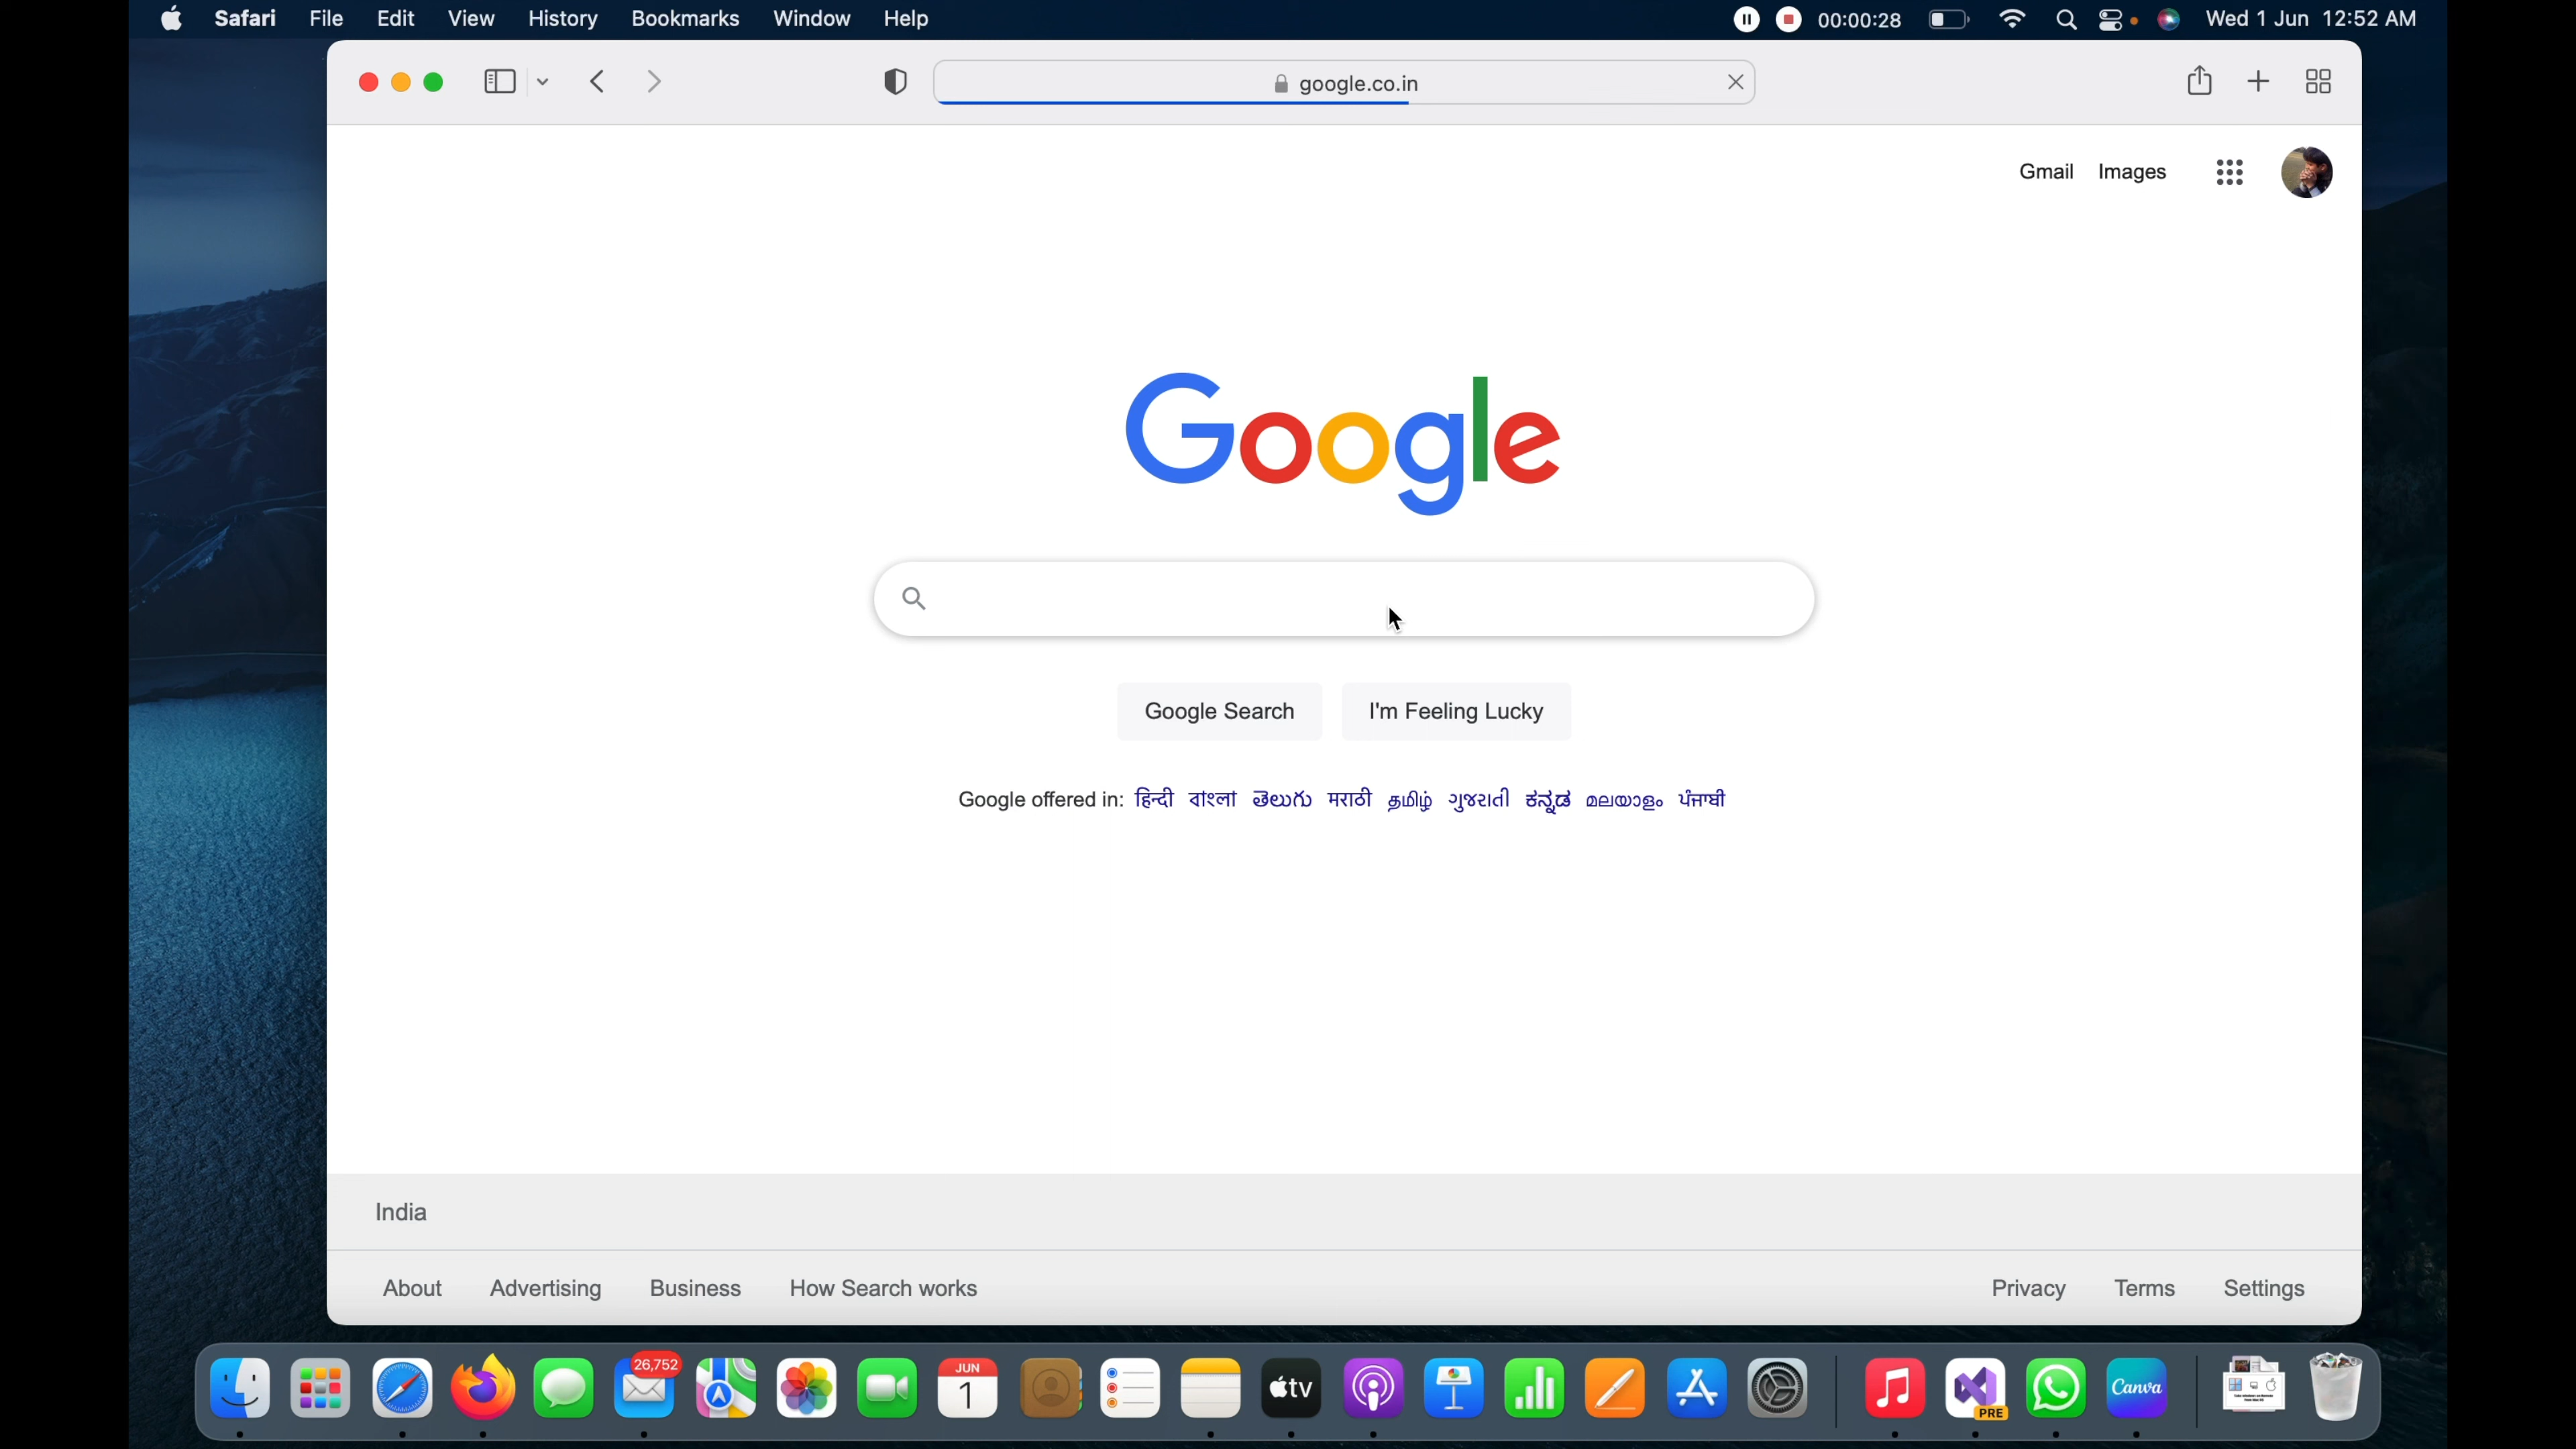 Safari File Edit View History Bookmarks Window Help 00:00:28 Wed 1 Jun 12:52 AM
google.co.in
Gmail Images
Google
Google Search I'm Feeling Lucky
Google offered in: हिन्दी বাংলা తెలుగు मराठी தமிழ் ગુજરાતી ಕನ್ನಡ മലയാളം ਪੰਜਾਬੀ
India
About Advertising Business How Search works Privacy Terms Settings
26,752 JUN
1 tv PRE Canva